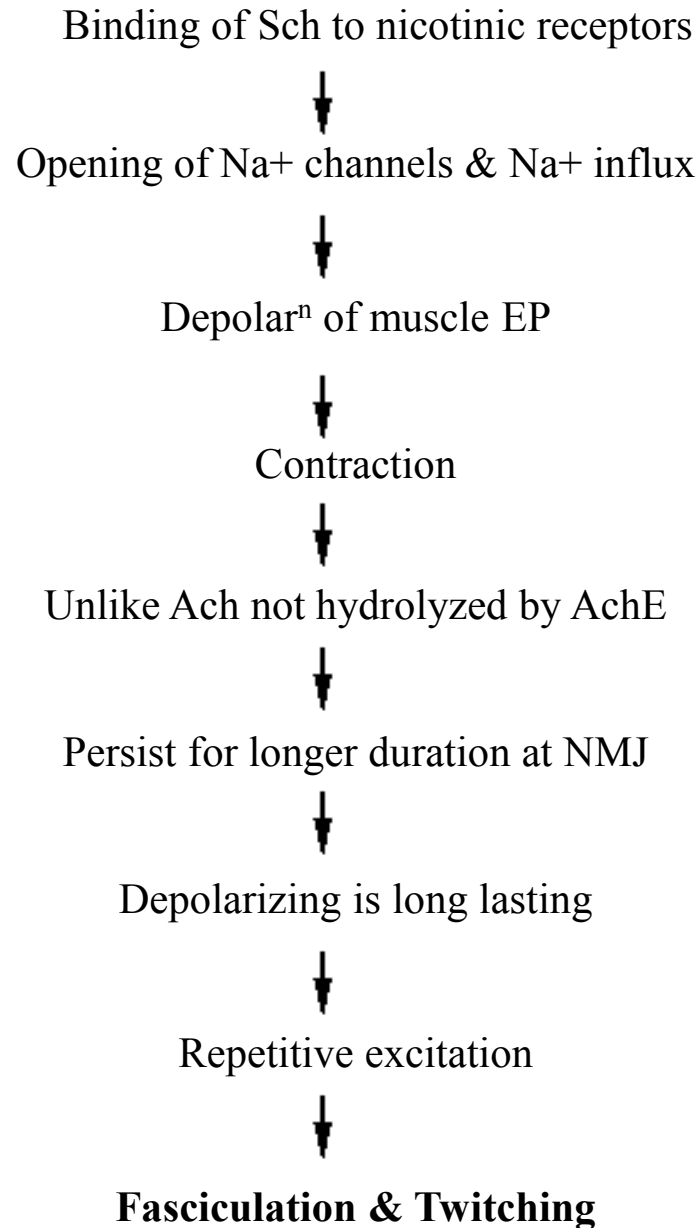 Binding of Sch to nicotinic receptors
Opening of Na+ channels & Na+ influx
Depolarⁿ of muscle EP
Contraction
Unlike Ach not hydrolyzed by AchE
Persist for longer duration at NMJ
Depolarizing is long lasting
Repetitive excitation
Fasciculation & Twitching